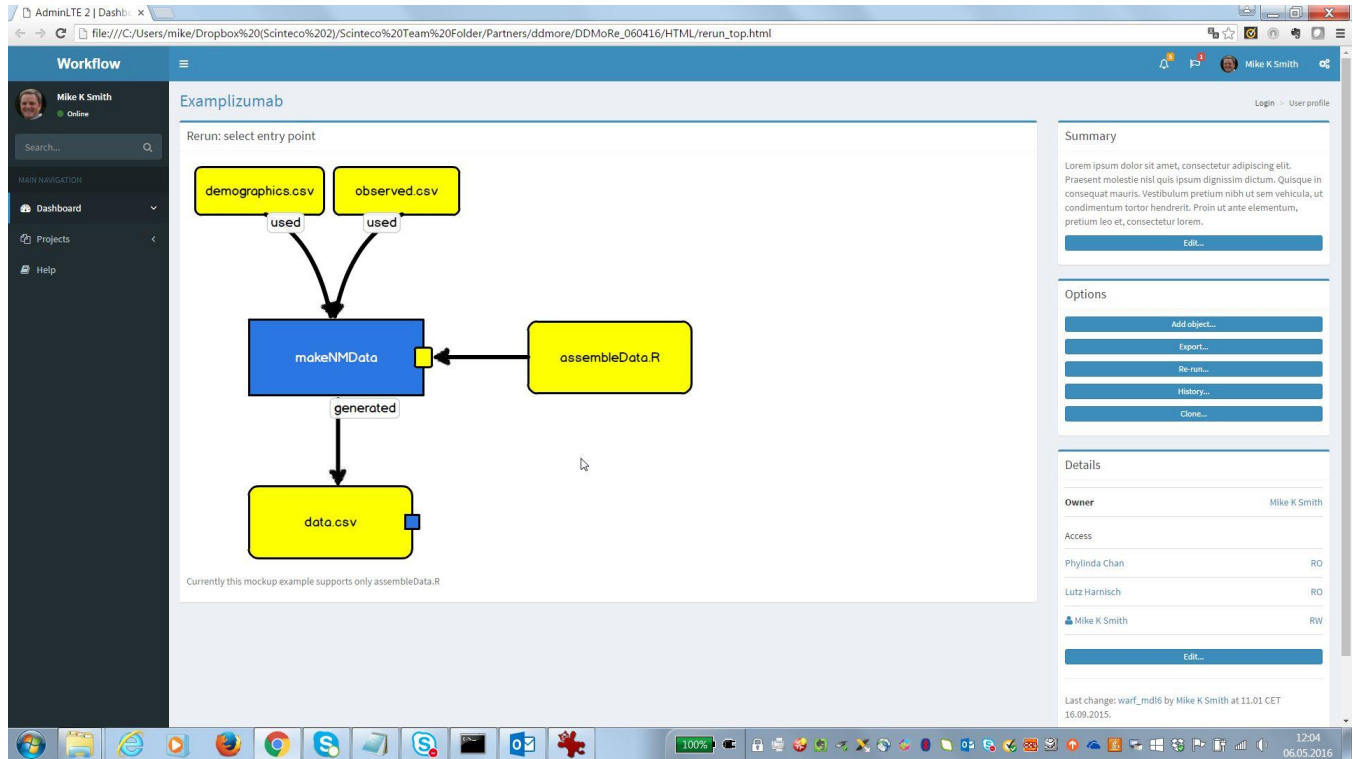 AdminLTE 2 | Dashb
file:///C:/Users/mike/Dropbox%20(Scinteco%202)/Scinteco%20Team%20Folder/Partners/ddmore/DDMoRe_060416/HTML/rerun_top.html
Workflow
Mike K Smith
Mike K Smith
Online
Search...
MAIN NAVIGATION
Dashboard
Projects
Help
Examplizumab
Login > User profile
Rerun: select entry point
demographics.csv
observed.csv
used
used
makeNMData
assembleData.R
generated
data.csv
Currently this mockup example supports only assembleData.R
Summary
Lorem ipsum dolor sit amet, consectetur adipiscing elit.
Praesent molestie nisl quis ipsum dignissim dictum. Quisque in
consequat mauris. Vestibulum pretium nibh ut sem vehicula, ut
condimentum tortor hendrerit. Proin ut ante elementum,
pretium leo et, consectetur lorem.
Edit...
Options
Add object...
Export...
Re-run...
History...
Clone...
Details
Owner
Mike K Smith
Access
Phylinda Chan
RO
Lutz Harnisch
RO
Mike K Smith
RW
Edit...
Last change: warf_mdl6 by Mike K Smith at 11.01 CET
16.09.2015.
100%
12:04
06.05.2016